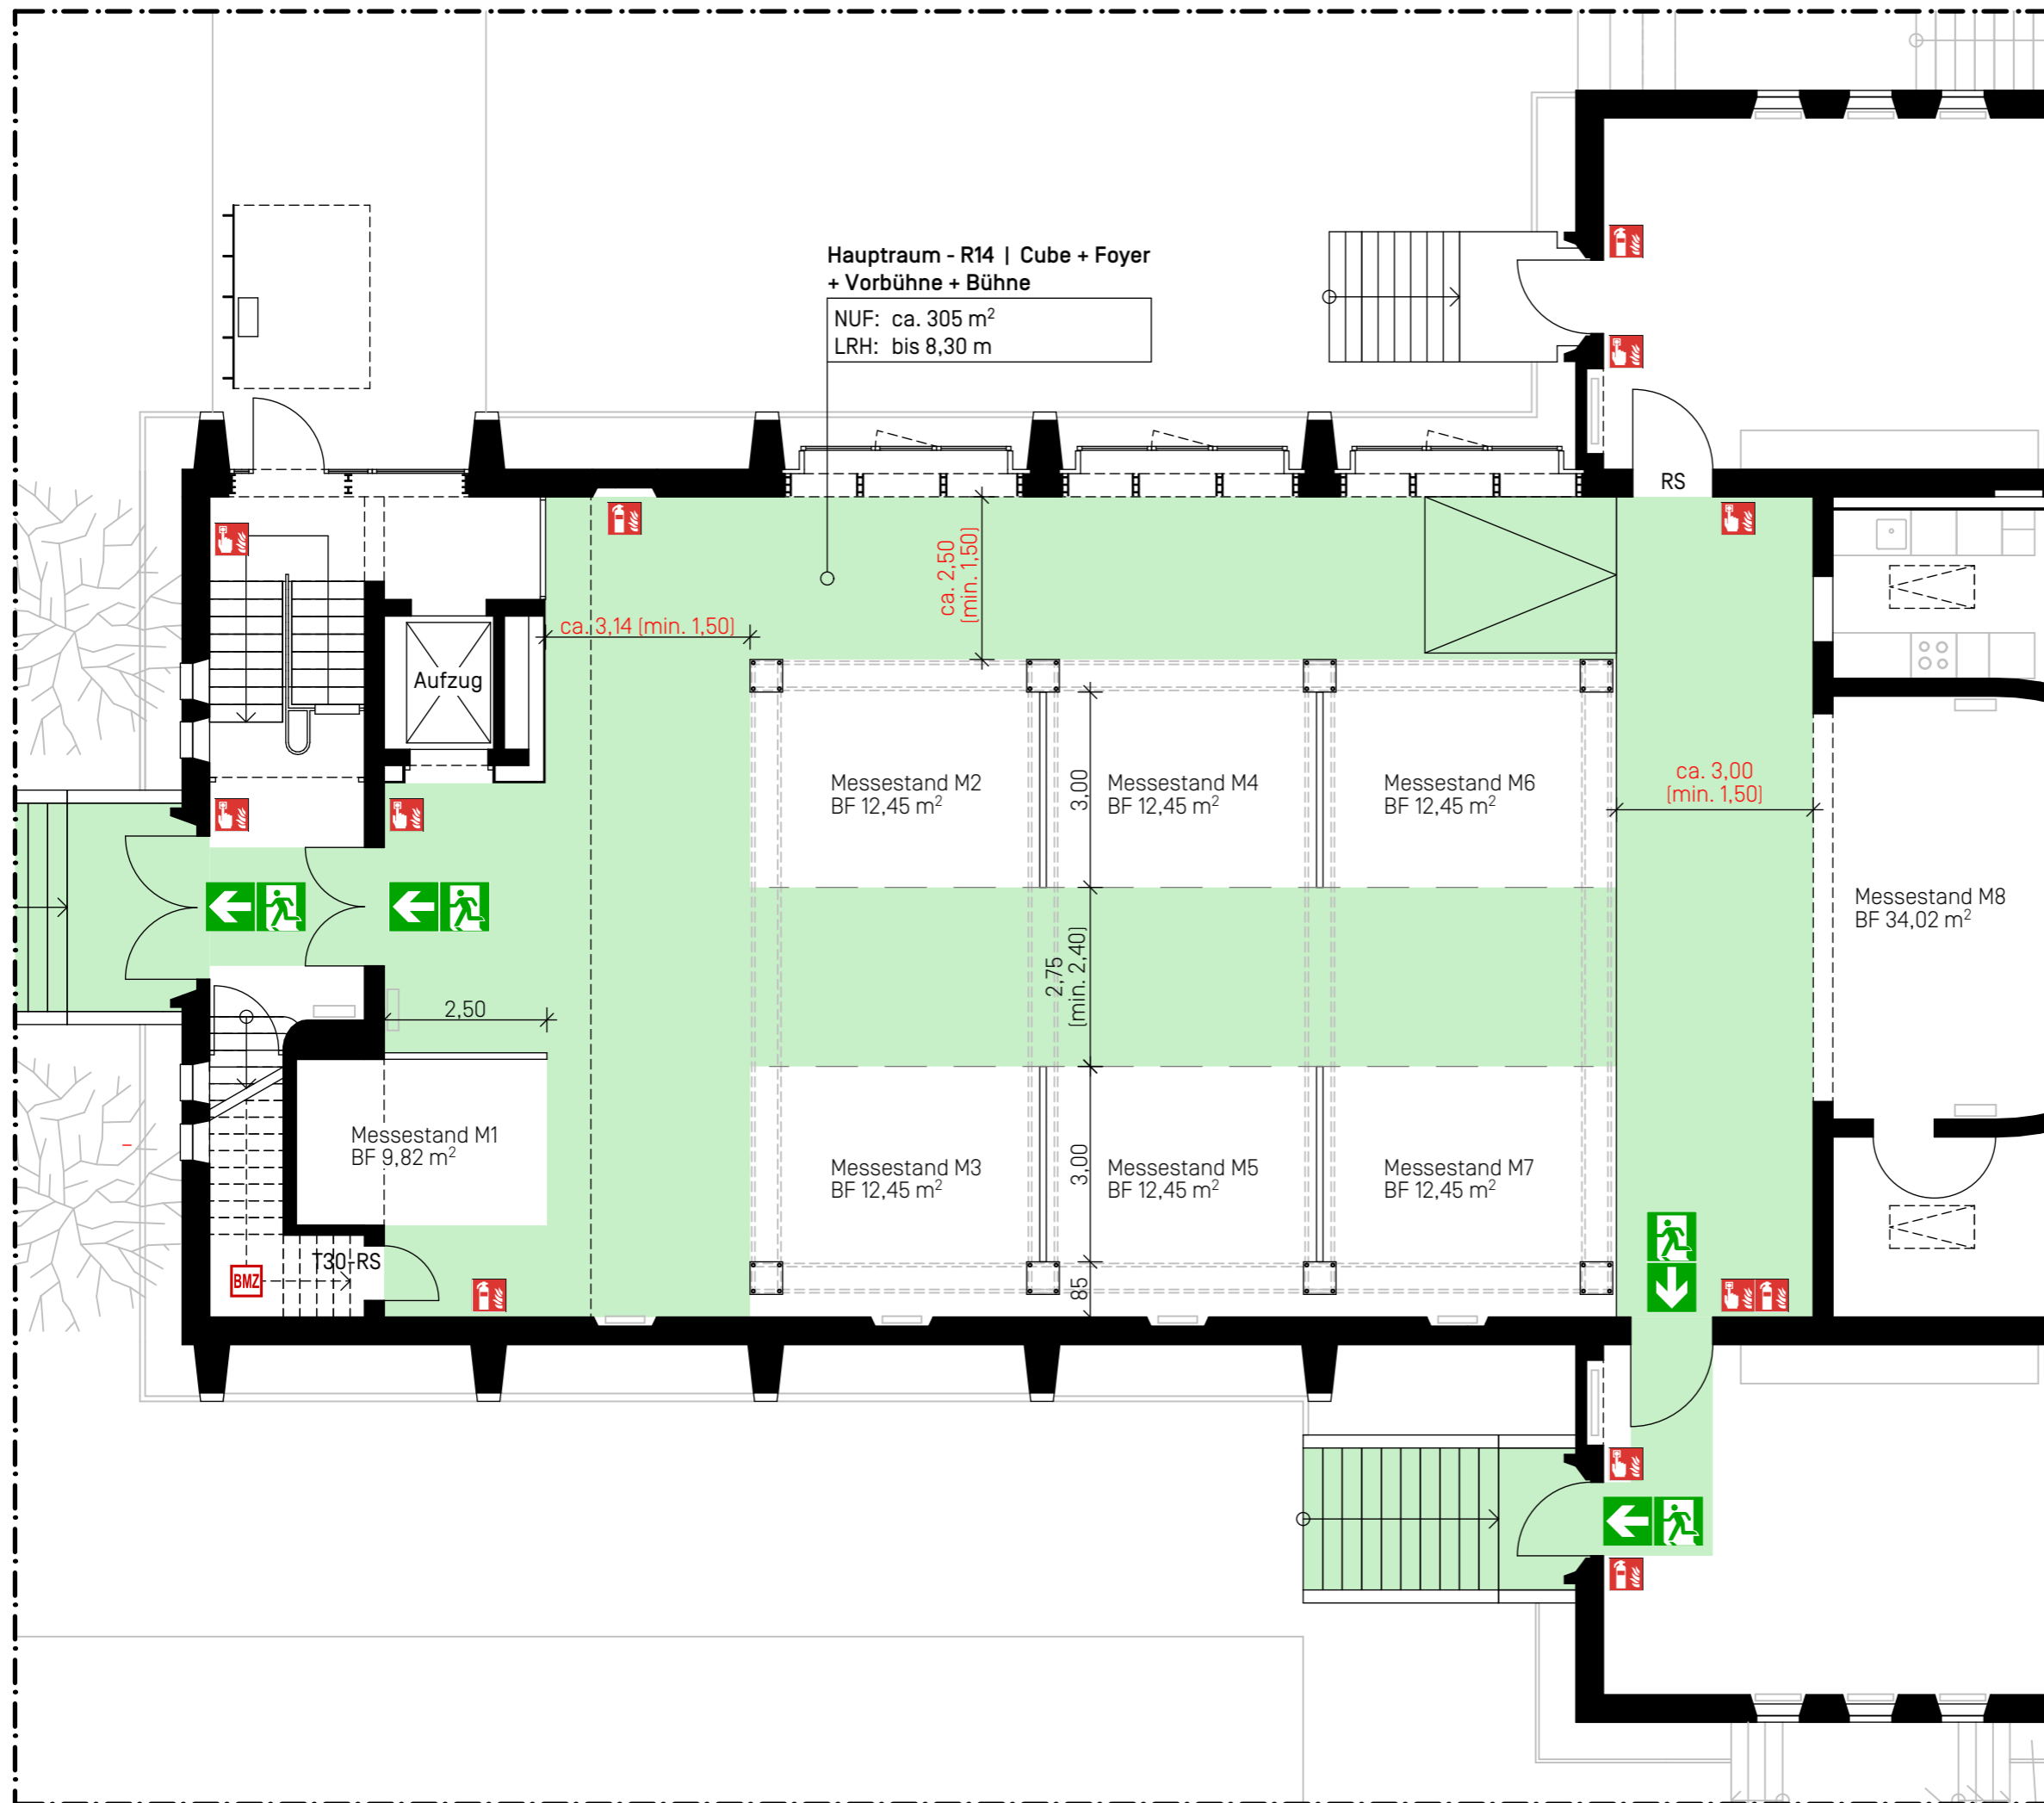 Hauptraum - R14 | Cube + Foyer
+ Vorbühne + Bühne
NUF: ca. 305 m²
LRH: bis 8,30 m
RS
ca. 2,50
(min. 1,50)
ca. 3,14 (min. 1,50)
Aufzug
Messestand M2
BF 12,45 m²
3,00
Messestand M4
BF 12,45 m²
Messestand M6
BF 12,45 m²
ca. 3,00
(min. 1,50)
Messestand M8
BF 34,02 m²
2,75
(min. 2,40)
2,50
Messestand M1
BF 9,82 m²
Messestand M3
BF 12,45 m²
3,00
Messestand M5
BF 12,45 m²
Messestand M7
BF 12,45 m²
T30-RS
BMZ
85